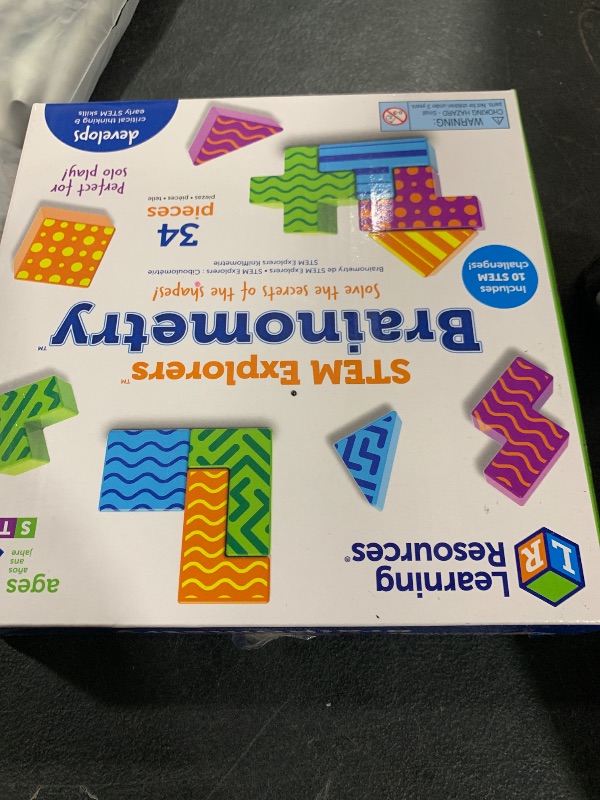 Learning
Resources®
L R
ages
años
ans
jahre
S T
STEM Explorers™
Brainometry™
Solve the secrets of the shapes!
Brainometry de STEM Explorers • STEM Explorers : Ciboulométrie
STEM Explorers Knifflometrie
Includes
10 STEM
challenges!
34
pieces
piezas • pièces • teile
Perfect for
solo play!
develops
critical thinking &
early STEM skills
WARNING:
CHOKING HAZARD - Small
parts. Not for children under 3 years.